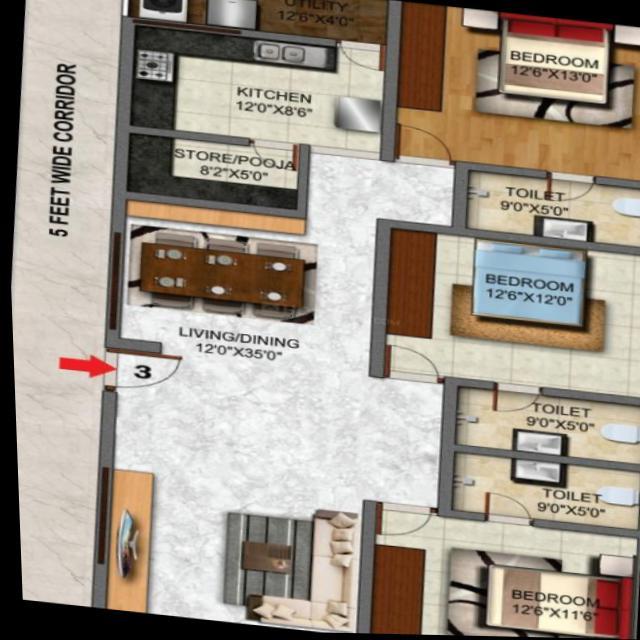 UTILITY
12'6"X4'0"
BEDROOM
12'6"X13'0"
KITCHEN
12'0"X8'6"
5 FEET WIDE CORRIDOR
STORE/POOJA
8'2"X5'0"
TOILET
9'0"X5'0"
BEDROOM
12'6"X12'0"
LIVING/DINING
12'0"X35'0"
3
TOILET
9'0"X5'0"
TOILET
9'0"X5'0"
BEDROOM
12'6"X11'6"